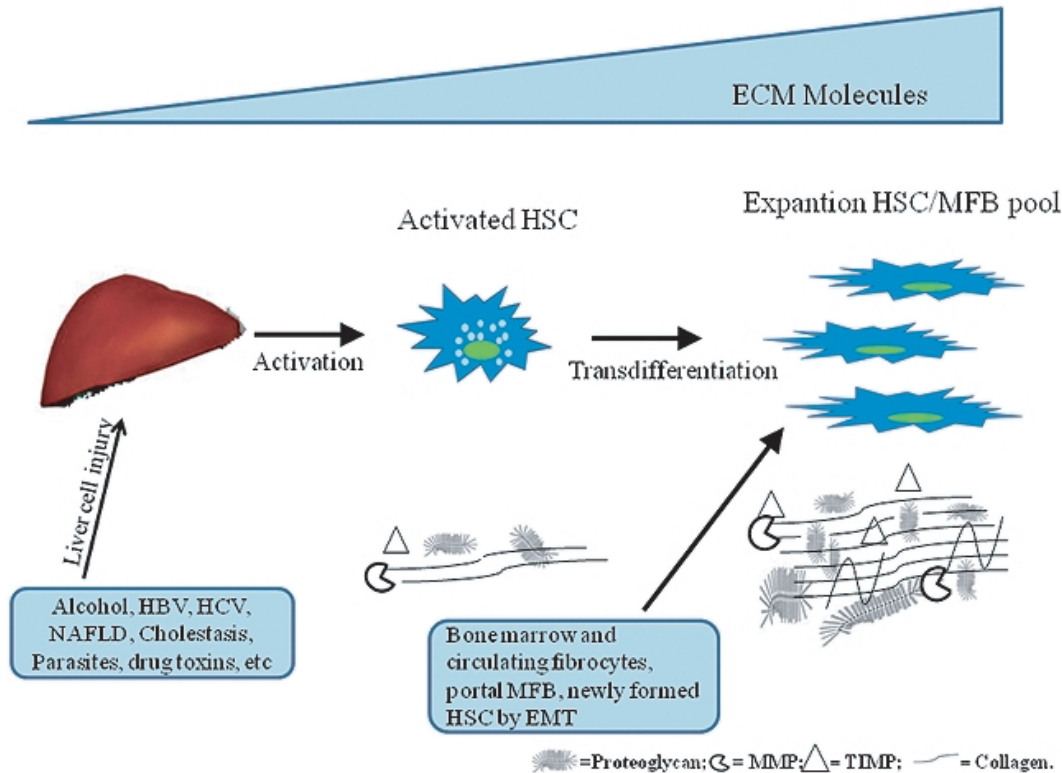 ECM Molecules
Activated HSC
Expantion HSC/MFB pool
Activation
Transdifferentiation
Liver cell injury
Alcohol, HBV, HCV,
NAFLD, Cholestasis,
Parasites, drug toxins, etc
Bone marrow and
circulating fibrocytes,
portal MFB, newly formed
HSC by EMT
=Proteoglycan; = MMP; = TIMP; = Collagen.